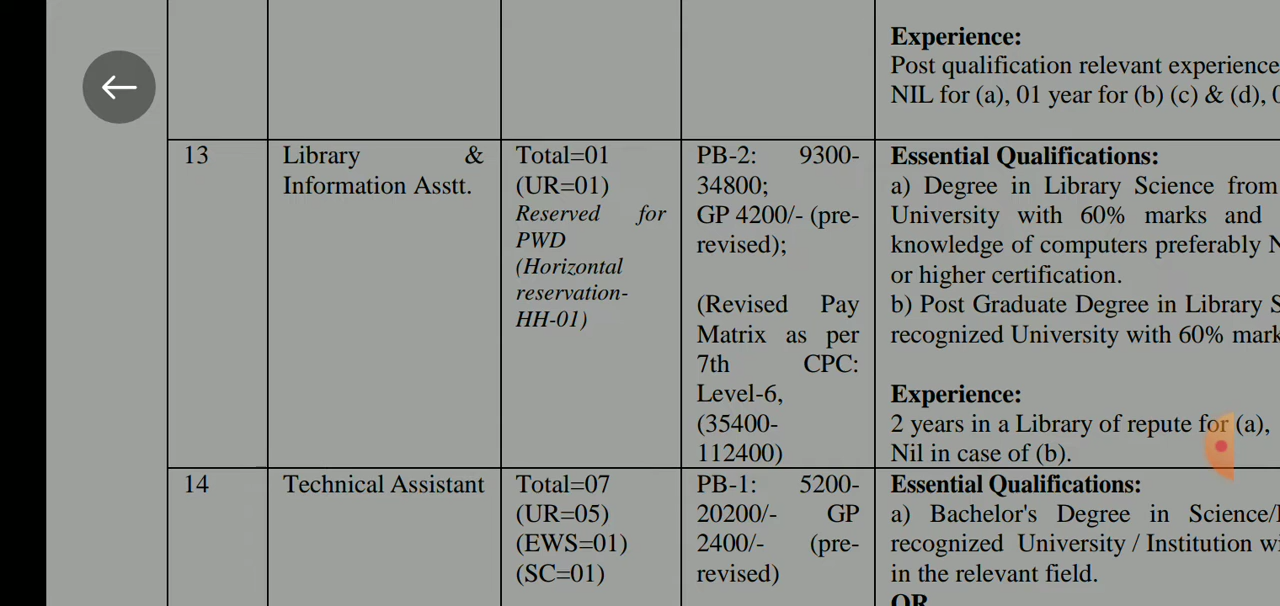 Experience:
Post qualification relevant experience
NIL for (a), 01 year for (b) (c) & (d),
13
Library &
Information Asstt.
Total=01
(UR=01)
Reserved for
PWD
(Horizontal
reservation-
HH-01)
PB-2: 9300-
34800;
GP 4200/- (pre-
revised);
(Revised Pay
Matrix as per
7th CPC:
Level-6,
(35400-
112400)
Essential Qualifications:
a) Degree in Library Science from
University with 60% marks and
knowledge of computers preferably
or higher certification.
b) Post Graduate Degree in Library
recognized University with 60%
Experience:
2 years in a Library of repute for (a),
Nil in case of (b).
14
Technical Assistant
Total=07
(UR=05)
(EWS=01)
(SC=01)
PB-1: 5200-
20200/- GP
2400/- (pre-
revised)
Essential Qualifications:
a) Bachelor's Degree in Science/
recognized University / Institution
in the relevant field.
OR